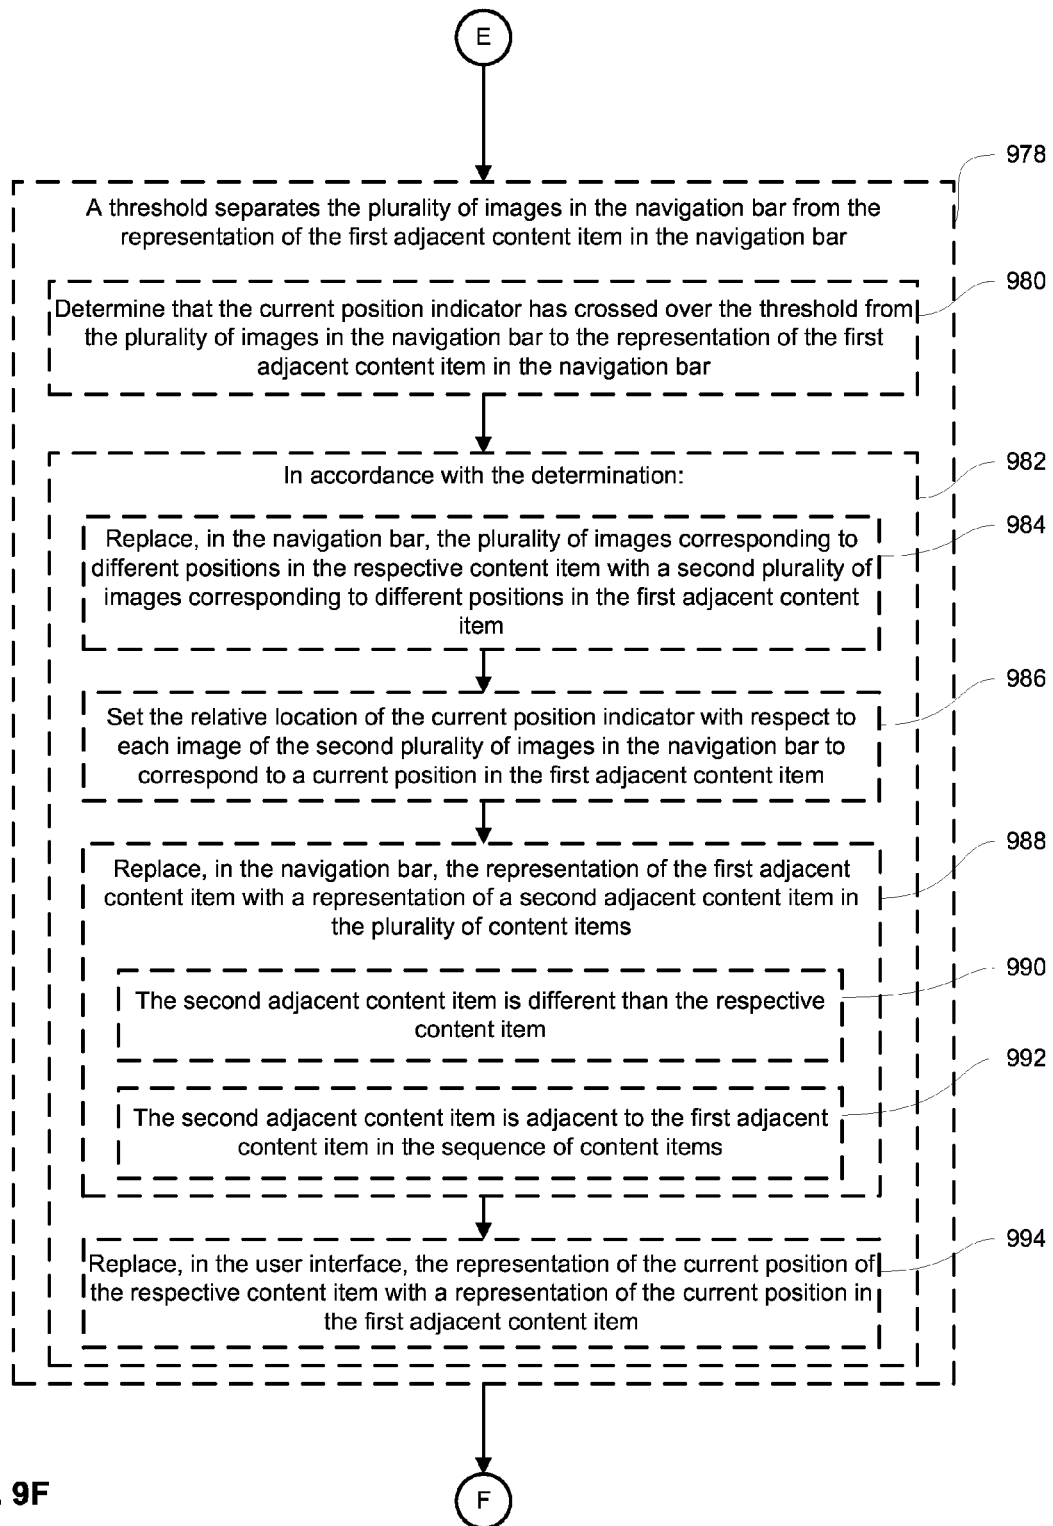 E
978
A threshold separates the plurality of images in the navigation bar from the
representation of the first adjacent content item in the navigation bar
980
Determine that the current position indicator has crossed over the threshold from
the plurality of images in the navigation bar to the representation of the first
adjacent content item in the navigation bar
982
In accordance with the determination:
984
Replace, in the navigation bar, the plurality of images corresponding to
different positions in the respective content item with a second plurality of
images corresponding to different positions in the first adjacent content
item
986
Set the relative location of the current position indicator with respect to
each image of the second plurality of images in the navigation bar to
correspond to a current position in the first adjacent content item
988
Replace, in the navigation bar, the representation of the first adjacent
content item with a representation of a second adjacent content item in
the plurality of content items
990
The second adjacent content item is different than the respective
content item
992
The second adjacent content item is adjacent to the first adjacent
content item in the sequence of content items
994
Replace, in the user interface, the representation of the current position of
the respective content item with a representation of the current position in
the first adjacent content item
9F
F